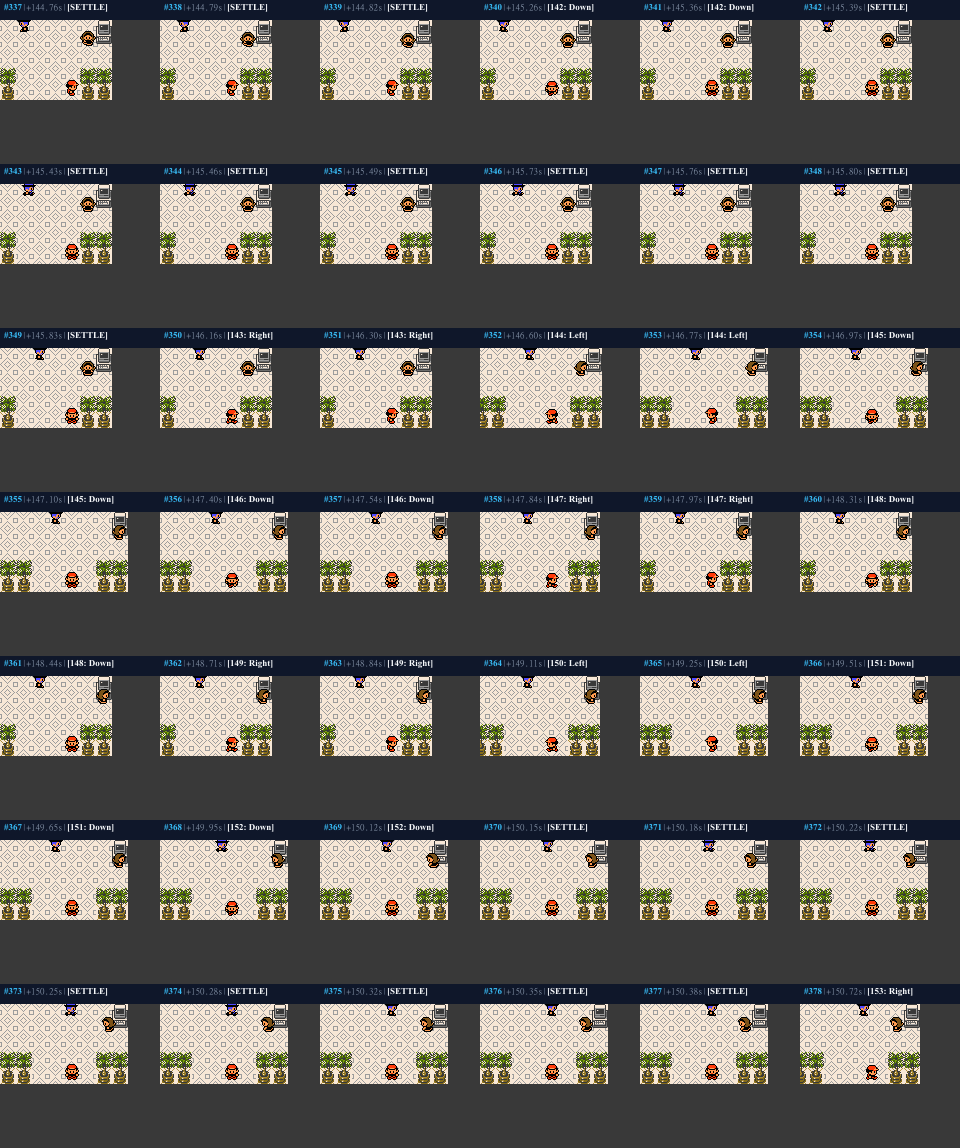 #337|+144.76s|[SETTLE] #338|+144.79s|[SETTLE] #339|+144.82s|[SETTLE] #340|+145.26s|[142: Down] #341|+145.36s|[142: Down] #342|+145.39s|[SETTLE]
#343|+145.43s|[SETTLE] #344|+145.46s|[SETTLE] #345|+145.49s|[SETTLE] #346|+145.73s|[SETTLE] #347|+145.76s|[SETTLE] #348|+145.80s|[SETTLE]
#349|+145.83s|[SETTLE] #350|+146.16s|[143: Right] #351|+146.30s|[143: Right] #352|+146.60s|[144: Left] #353|+146.77s|[144: Left] #354|+146.97s|[145: Down]
#355|+147.10s|[145: Down] #356|+147.40s|[146: Down] #357|+147.54s|[146: Down] #358|+147.84s|[147: Right] #359|+147.97s|[147: Right] #360|+148.31s|[148: Down]
#361|+148.44s|[148: Down] #362|+148.71s|[149: Right] #363|+148.84s|[149: Right] #364|+149.11s|[150: Left] #365|+149.25s|[150: Left] #366|+149.51s|[151: Down]
#367|+149.65s|[151: Down] #368|+149.95s|[152: Down] #369|+150.12s|[152: Down] #370|+150.15s|[SETTLE] #371|+150.18s|[SETTLE] #372|+150.22s|[SETTLE]
#373|+150.25s|[SETTLE] #374|+150.28s|[SETTLE] #375|+150.32s|[SETTLE] #376|+150.35s|[SETTLE] #377|+150.38s|[SETTLE] #378|+150.72s|[153: Right]